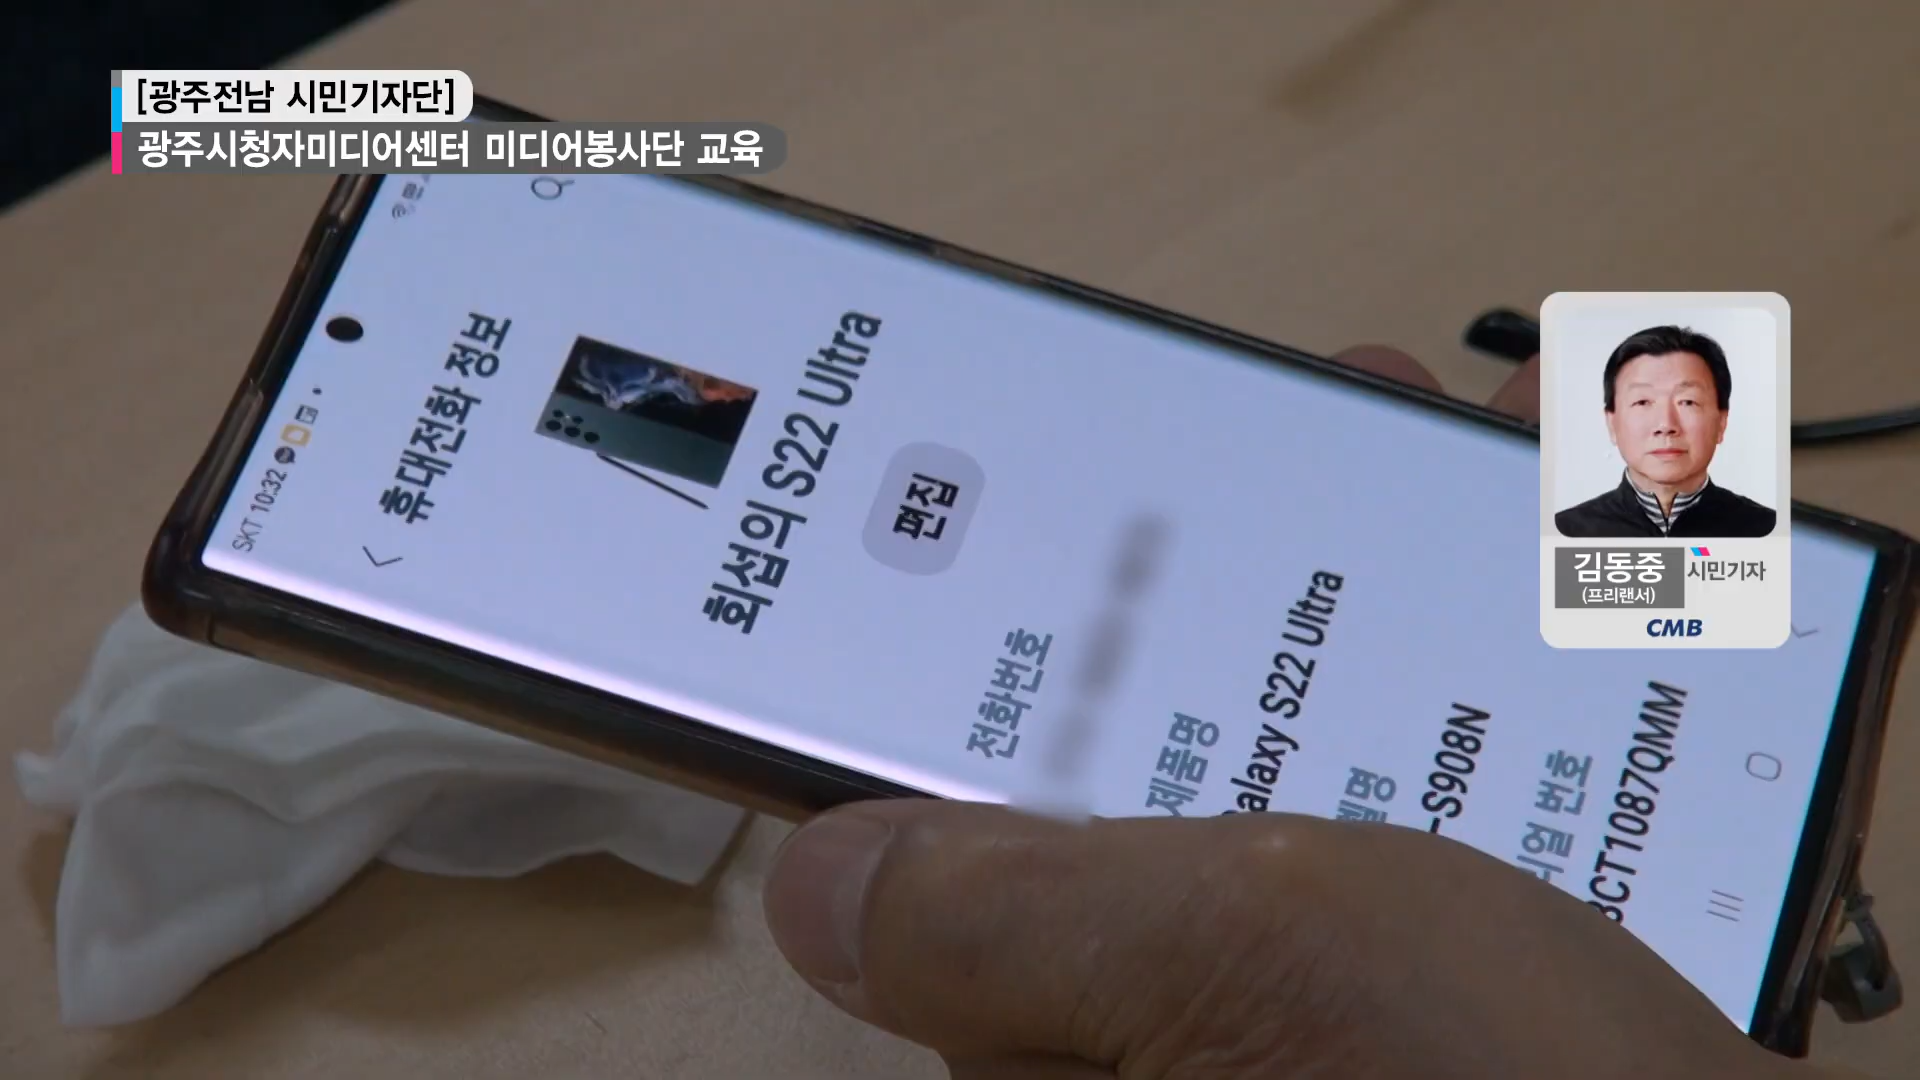 [광주전남 시민기자단]
광주시청자미디어센터 미디어봉사단 교육
SKT 10:32
휴대전화 정보
희섭의 S22 Ultra
편집
전화번호
제품명
Galaxy S22 Ultra
-S908N
번호
CT1087QMM
김동중 시민기자
(프리랜서)
CMB